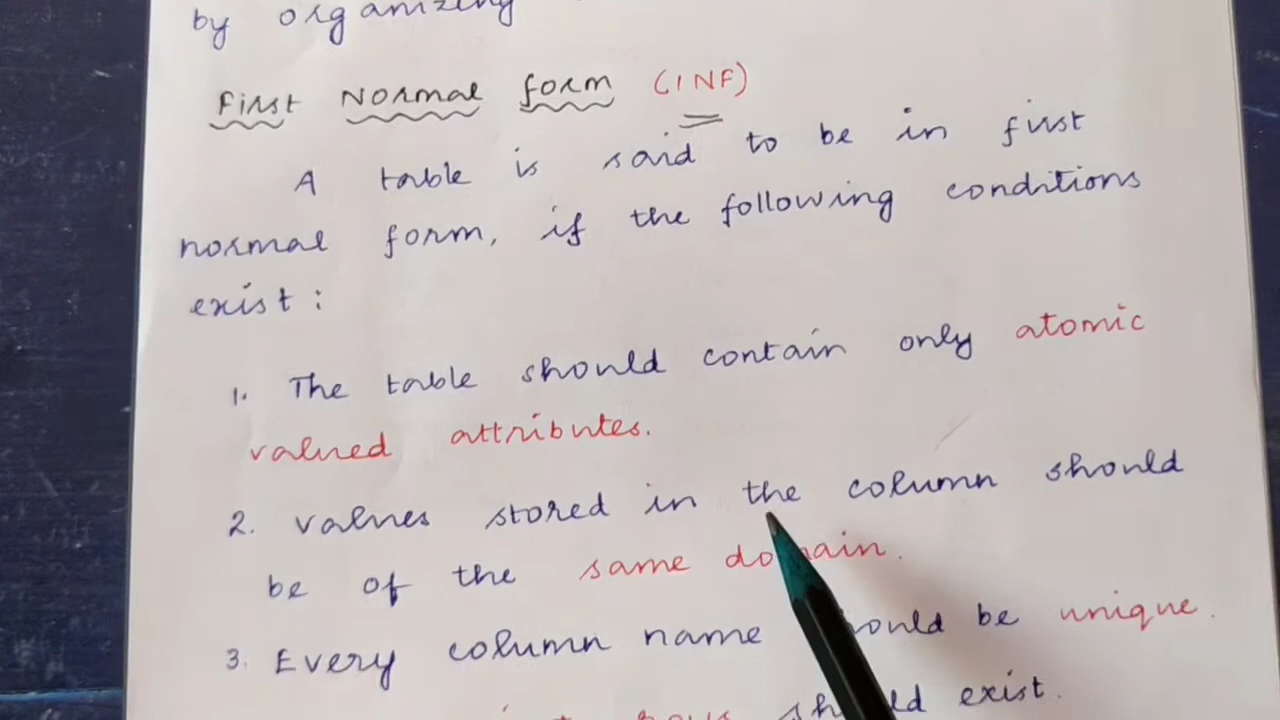 by organizing
First Normal form (1NF)
A table is said to be in first
normal form, if the following conditions
exist:
1. The table should contain only atomic
valued attributes.
2. values stored in the column should
be of the same domain.
3. Every column name should be unique.
exist.